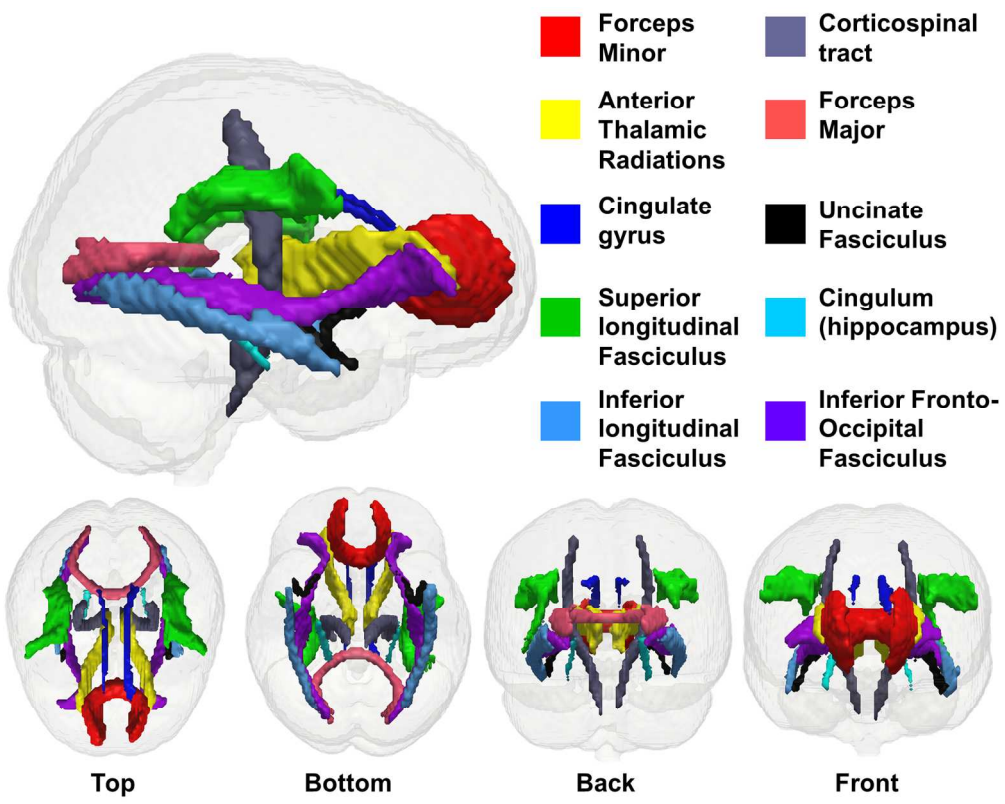 Forceps
Minor
Corticospinal
tract
Anterior
Thalamic
Radiations
Forceps
Major
Cingulate
gyrus
Uncinate
Fasciculus
Superior
longitudinal
Fasciculus
Cingulum
(hippocampus)
Inferior
longitudinal
Fasciculus
Inferior Fronto-
Occipital
Fasciculus
Top
Bottom
Back
Front